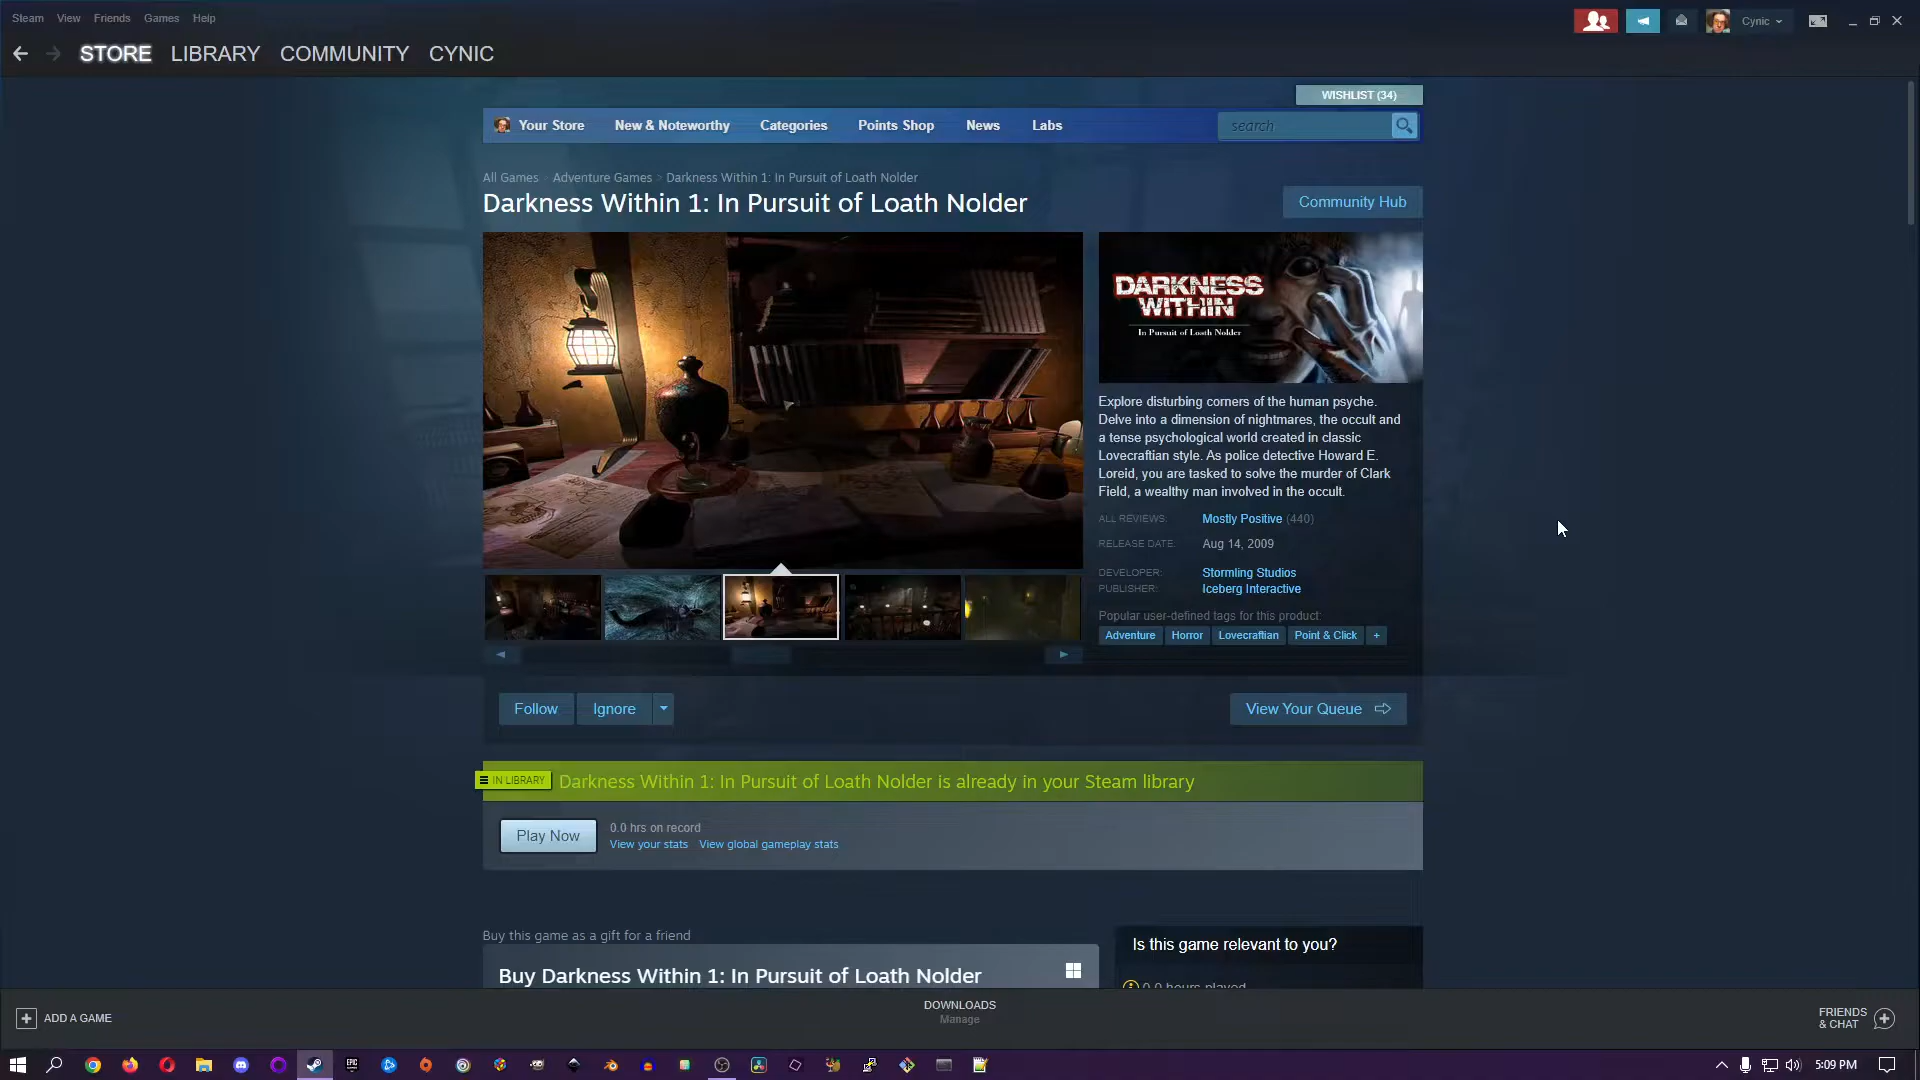 Steam View Friends Games Help
Cynic
STORE LIBRARY COMMUNITY CYNIC
WISHLIST (34)
Your Store New & Noteworthy Categories Points Shop News Labs search
All Games > Adventure Games > Darkness Within 1: In Pursuit of Loath Nolder
Darkness Within 1: In Pursuit of Loath Nolder
Community Hub
DARKNESS
WITHIN
In Pursuit of Loath Nolder
Explore disturbing corners of the human psyche.
Delve into a dimension of nightmares, the occult and
a tense psychological world created in classic
Lovecraftian style. As police detective Howard E.
Loreid, you are tasked to solve the murder of Clark
Field, a wealthy man involved in the occult.
ALL REVIEWS: Mostly Positive (440)
RELEASE DATE: Aug 14, 2009
DEVELOPER: Stormling Studios
PUBLISHER: Iceberg Interactive
Popular user-defined tags for this product:
Adventure Horror Lovecraftian Point & Click +
Follow Ignore View Your Queue
IN LIBRARY Darkness Within 1: In Pursuit of Loath Nolder is already in your Steam library
Play Now
0.0 hrs on record
View your stats View global gameplay stats
Buy this game as a gift for a friend
Buy Darkness Within 1: In Pursuit of Loath Nolder
Is this game relevant to you?
0.0 hours played
ADD A GAME
DOWNLOADS
Manage
FRIENDS
& CHAT
EPIC
5:09 PM